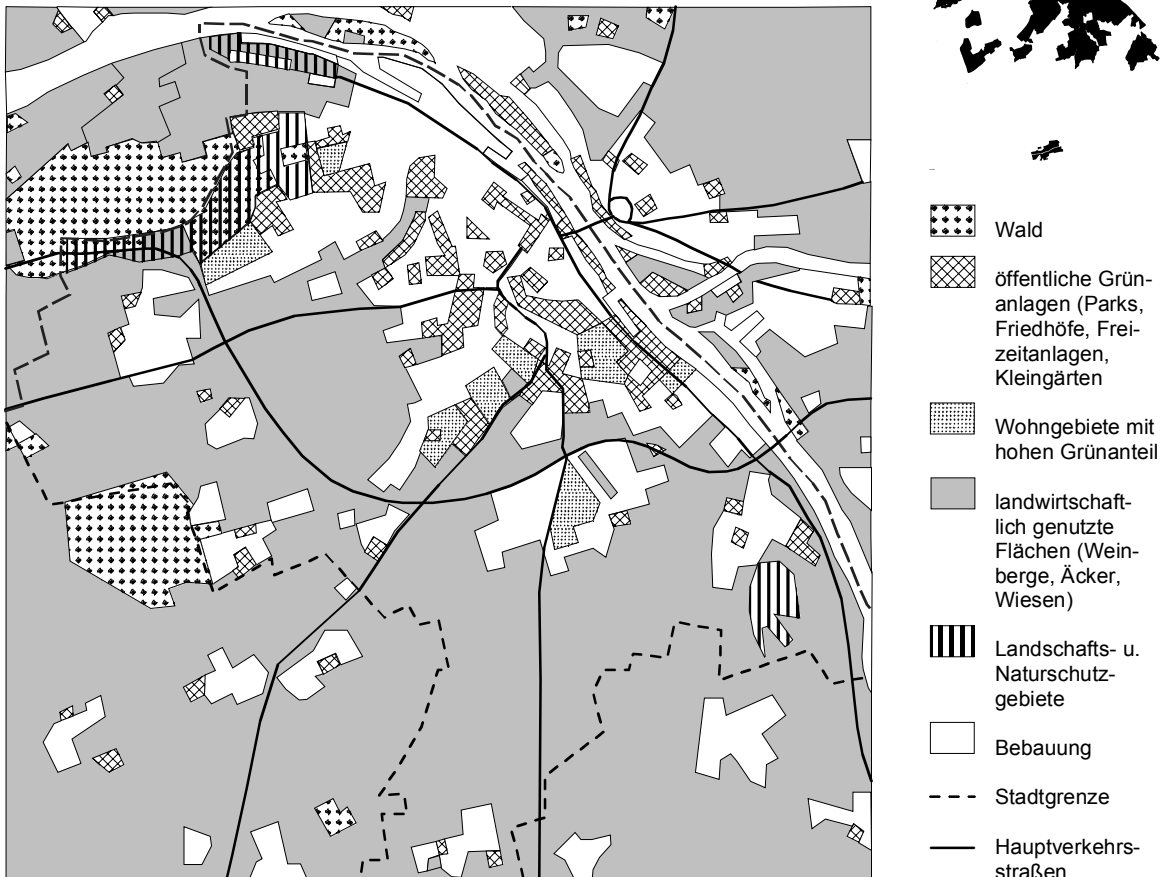 Wald
öffentliche Grün-
anlagen (Parks,
Friedhöfe, Frei-
zeitanlagen,
Kleingärten
Wohngebiete mit
hohen Grünanteil
landwirtschaft-
lich genutzte
Flächen (Wein-
berge, Äcker,
Wiesen)
Landschafts- u.
Naturschutz-
gebiete
Bebauung
Stadtgrenze
Hauptverkehrs-
straßen